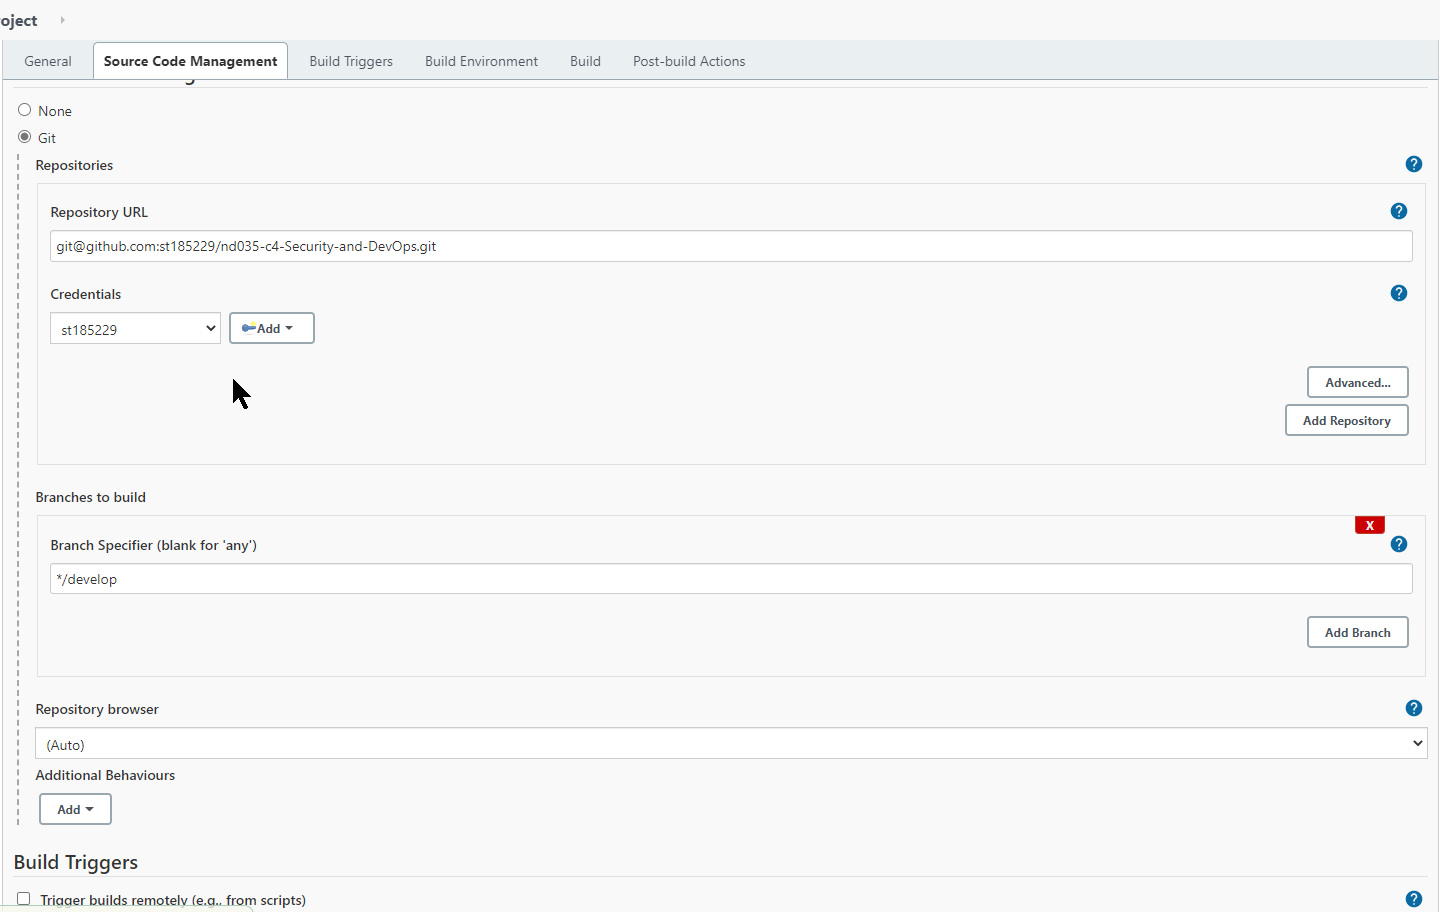 oject
General Source Code Management Build Triggers Build Environment Build Post-build Actions
None
Git
Repositories
?
Repository URL
?
git@github.com:st185229/nd035-c4-Security-and-DevOps.git
Credentials
?
st185229 Add
Advanced...
Add Repository
Branches to build
X
Branch Specifier (blank for 'any')
?
*/develop
Add Branch
Repository browser
?
(Auto)
Additional Behaviours
Add
Build Triggers
Trigger builds remotely (e.g., from scripts)
?